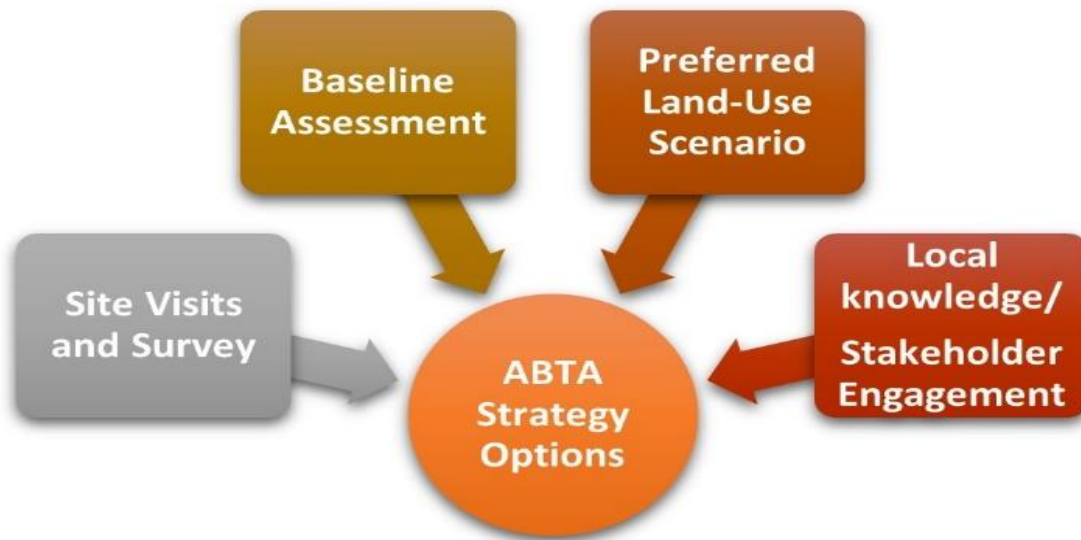 Site Visits
and Survey
Baseline
Assessment
Preferred
Land-Use
Scenario
Local
knowledge/
Stakeholder
Engagement
ABTA
Strategy
Options